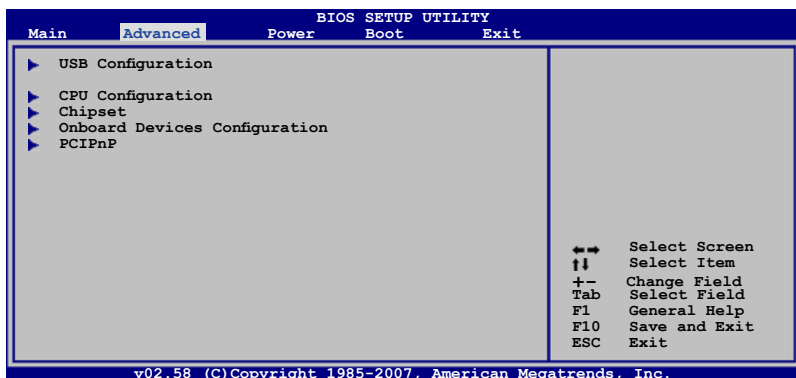 BIOS SETUP UTILITY
Main Advanced Power Boot Exit
USB Configuration
CPU Configuration
Chipset
Onboard Devices Configuration
PCIPnP
←→ Select Screen
↑↓ Select Item
+- Change Field
Tab Select Field
F1 General Help
F10 Save and Exit
ESC Exit
v02.58 (C)Copyright 1985-2007, American Megatrends, Inc.